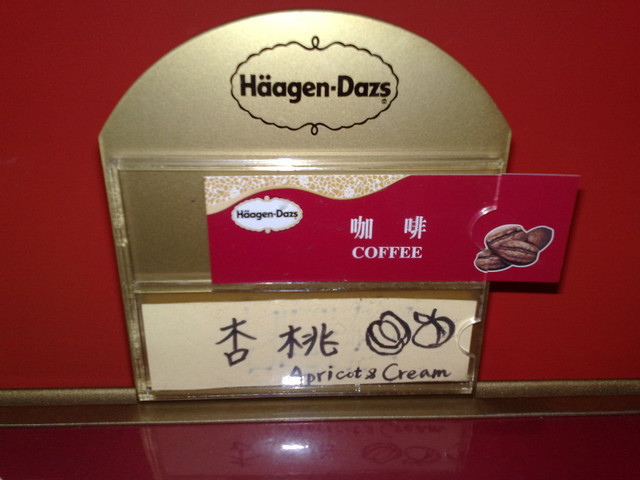 Häagen-Dazs
Häagen-Dazs
咖啡
COFFEE
杏桃
Apricot & Cream